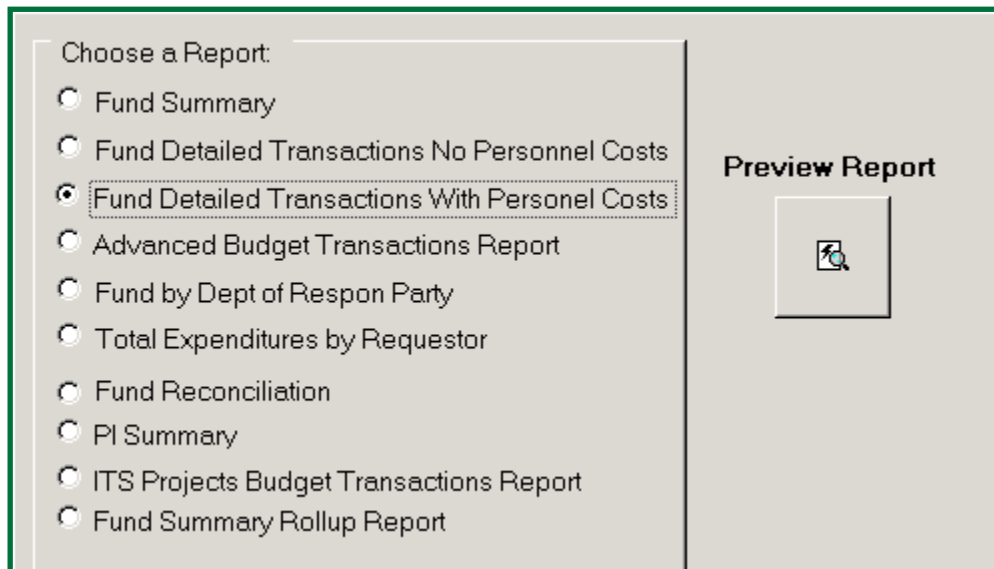 Choose a Report:
Fund Summary
Fund Detailed Transactions No Personnel Costs
Fund Detailed Transactions With Personel Costs
Advanced Budget Transactions Report
Fund by Dept of Respon Party
Total Expenditures by Requestor
Fund Reconciliation
PI Summary
ITS Projects Budget Transactions Report
Fund Summary Rollup Report
Preview Report